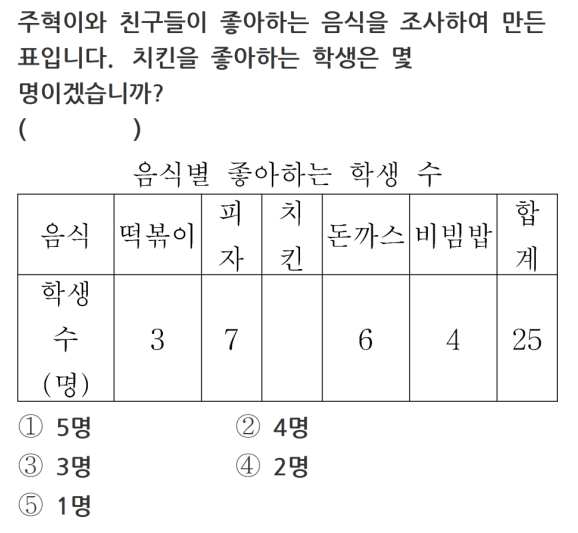 주혁이와 친구들이 좋아하는 음식을 조사하여 만든
표입니다. 치킨을 좋아하는 학생은 몇
명이겠습니까?
(          )
음식별 좋아하는 학생 수
음식 떡볶이 피자 치킨 돈까스 비빔밥 합계
학생수(명) 3 7 6 4 25
① 5명 ② 4명
③ 3명 ④ 2명
⑤ 1명